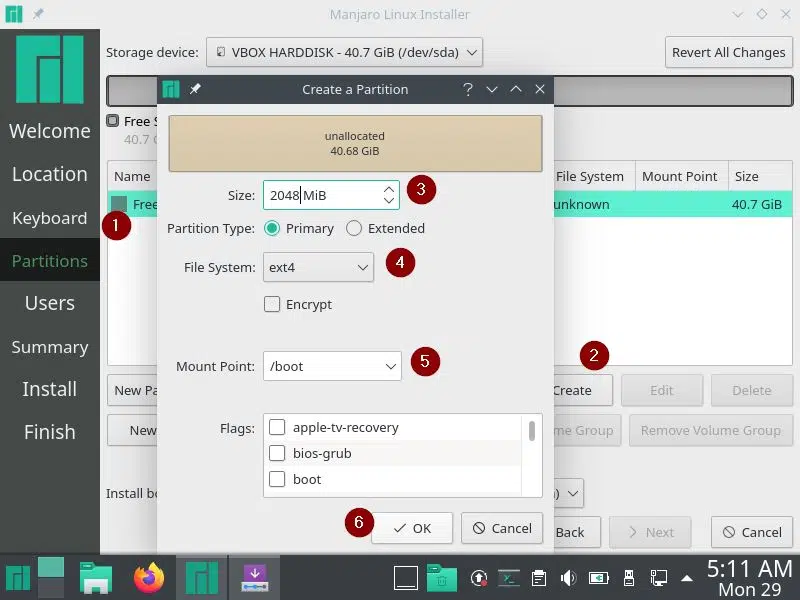 Manjaro Linux Installer
Storage device: VBOX HARDDISK - 40.7 GiB (/dev/sda) Revert All Changes
Create a Partition
Welcome
Location
Keyboard
Partitions
Users
Summary
Install
Finish
Free S
40.7 G
Name File System Mount Point Size
Free unknown 40.7 GiB
1
unallocated
40.68 GiB
Size: 2048 MiB 3
Partition Type: Primary Extended
File System: ext4 4
Encrypt
Mount Point: /boot 5
2
New Pa Create Edit Delete
New me Group Remove Volume Group
Flags: apple-tv-recovery
bios-grub
boot
Install bo ) 
6 OK Cancel
Back Next Cancel
5:11 AM
Mon 29